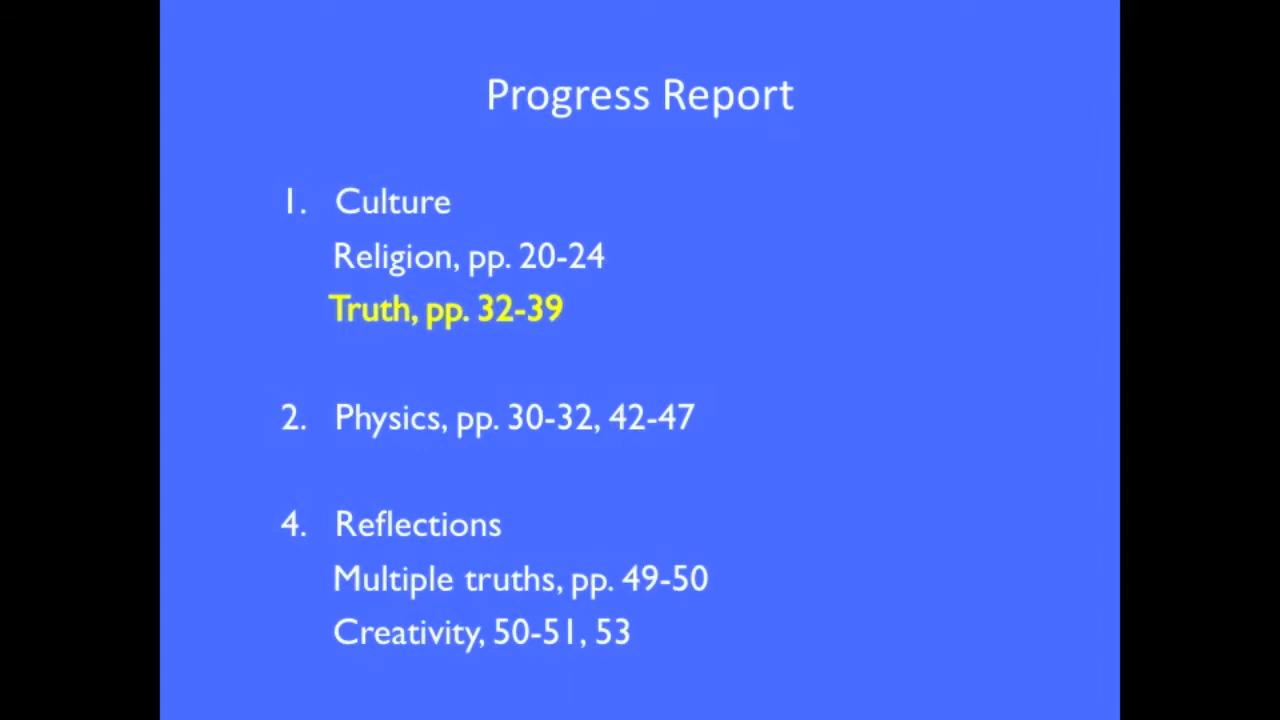 Progress Report
1. Culture
Religion, pp. 20-24
Truth, pp. 32-39
2. Physics, pp. 30-32, 42-47
4. Reflections
Multiple truths, pp. 49-50
Creativity, 50-51, 53